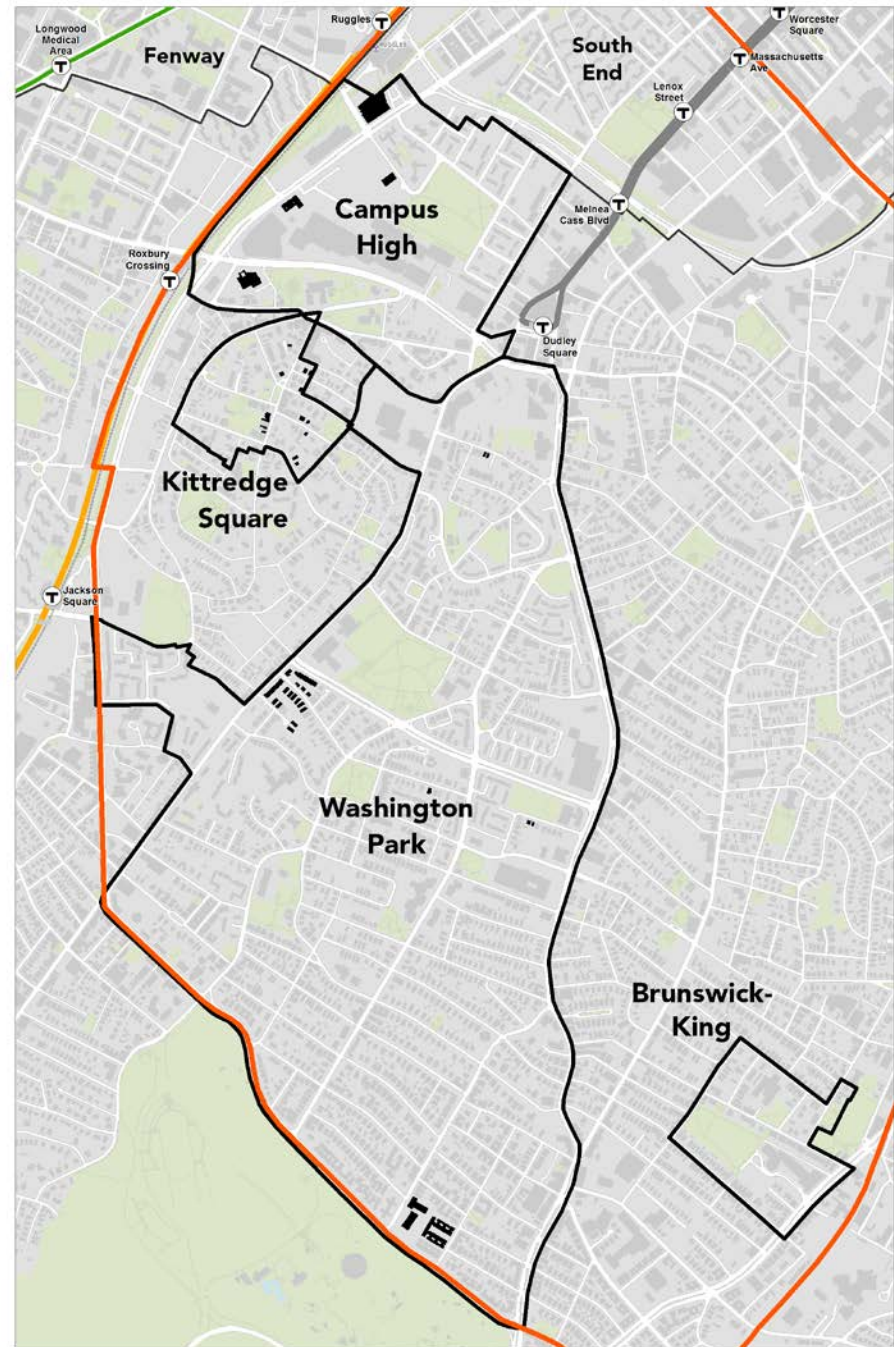 Ruggles
Worcester
Square
Longwood
Medical
Area
Fenway
South
End
Massachusetts
Ave
Lenox
Street
Campus
High
Melnea
Cass Blvd
Roxbury
Crossing
Dudley
Square
Kittredge
Square
Jackson
Square
Washington
Park
Brunswick-
King